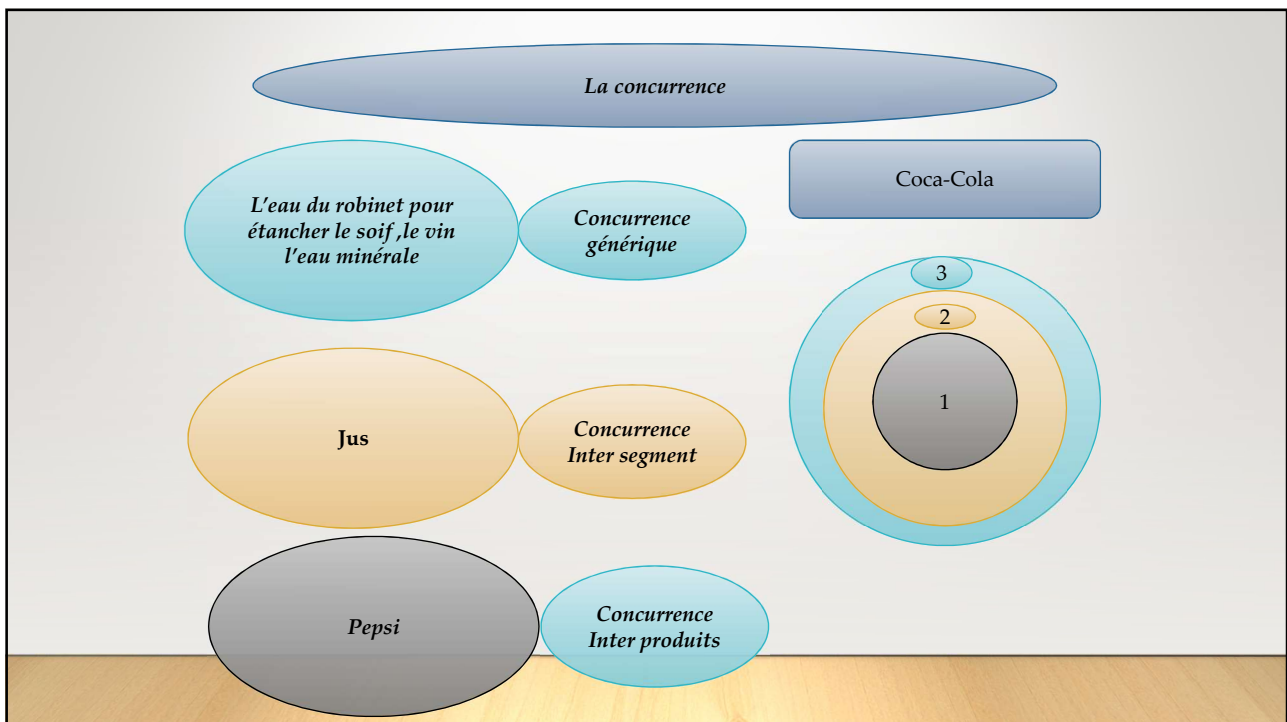 La concurrence
L'eau du robinet pour
étancher le soif ,le vin
l'eau minérale
Concurrence
générique
Coca-Cola
3
2
1
Jus
Concurrence
Inter segment
Pepsi
Concurrence
Inter produits